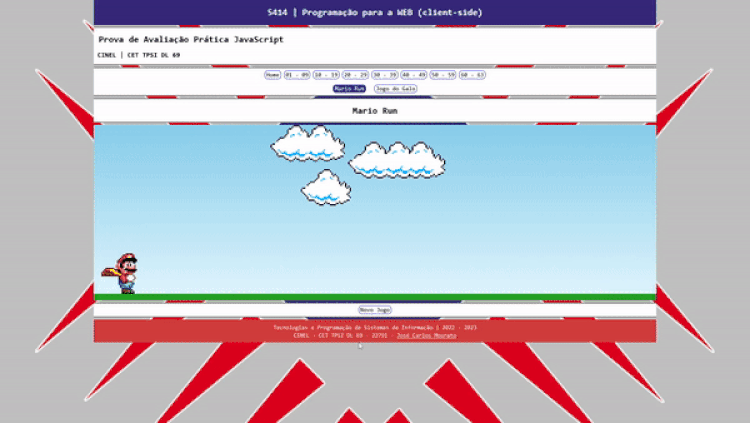 5414 | Programação para a WEB (client-side)
Prova de Avaliação Prática JavaScript
CINEL | CET TPSI DL 69
Home 01 - 09 10 - 19 20 - 29 30 - 39 40 - 49 50 - 59 60 - 63
Mario Run Jogo do Galo
Mario Run
Novo Jogo
Tecnologias e Programação de Sistemas de Informação | 2022 - 2023
CINEL - CET TPSI DL 69 - 22701 - José Carlos Mourato